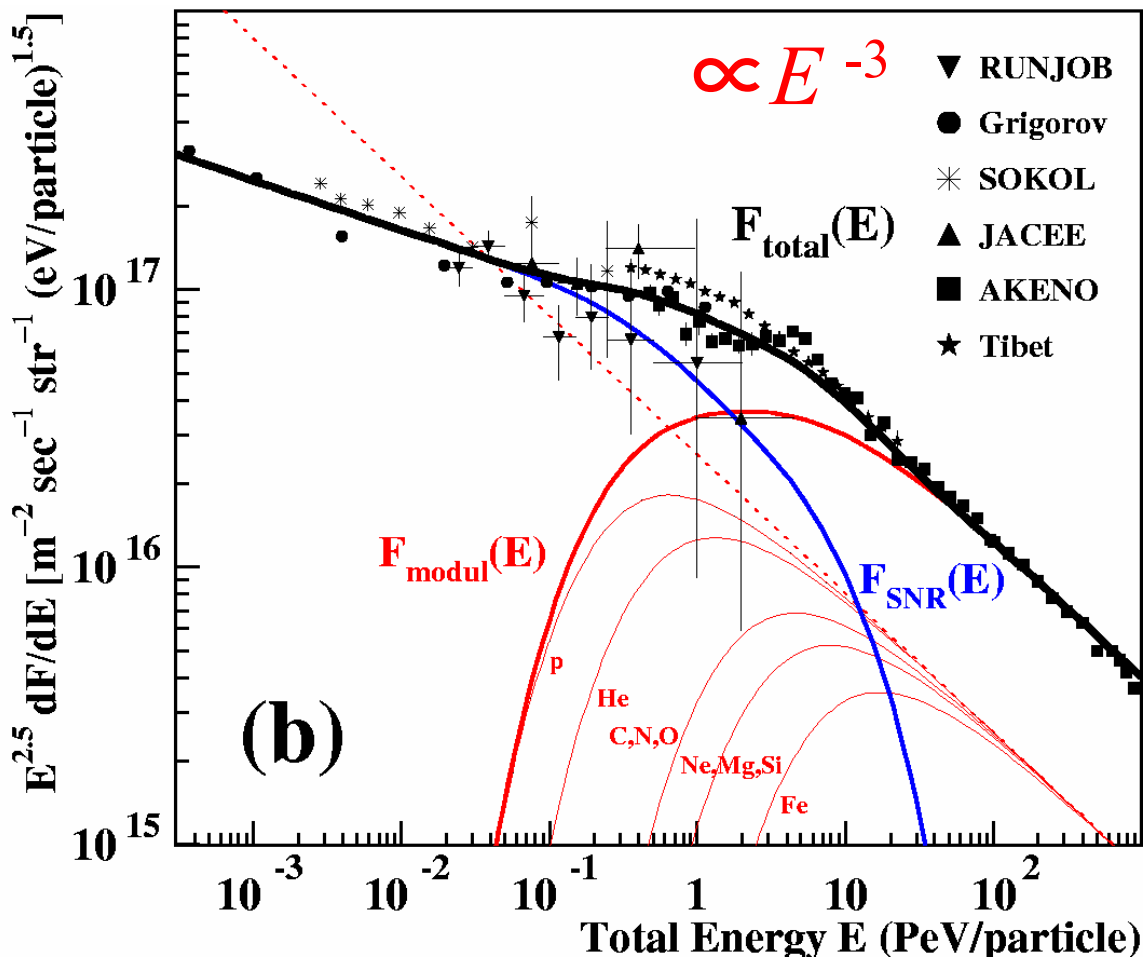 ∝E⁻³
RUNJOB
Grigorov
SOKOL
JACEE
AKENO
Tibet
F_total(E)
F_modul(E)
F_SNR(E)
p
He
C,N,O
Ne,Mg,Si
Fe
(b)
E^2.5 dF/dE [m⁻² sec⁻¹ str⁻¹ (eV/particle)^1.5
10^17
10^16
10^15
10⁻³ 10⁻² 10⁻¹ 1 10 10²
Total Energy E (PeV/particle)